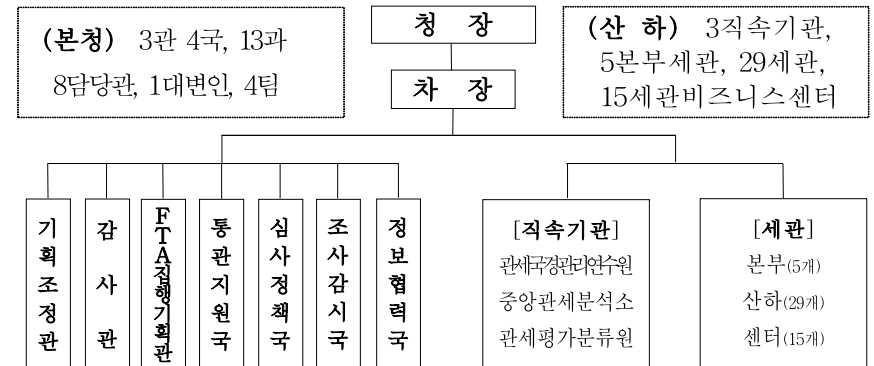 (본청) 3관 4국, 13과
8담당관, 1대변인, 4팀
청 장
차 장
(산 하) 3직속기관,
5본부세관, 29세관,
15세관비즈니스센터
기획조정관
감사관
FTA집행기획관
통관지원국
심사정책국
조사감시국
정보협력국
[직속기관]
관세국경관리연수원
중앙관세분석소
관세평가분류원
[세관]
본부(5개)
산하(29개)
센터(15개)